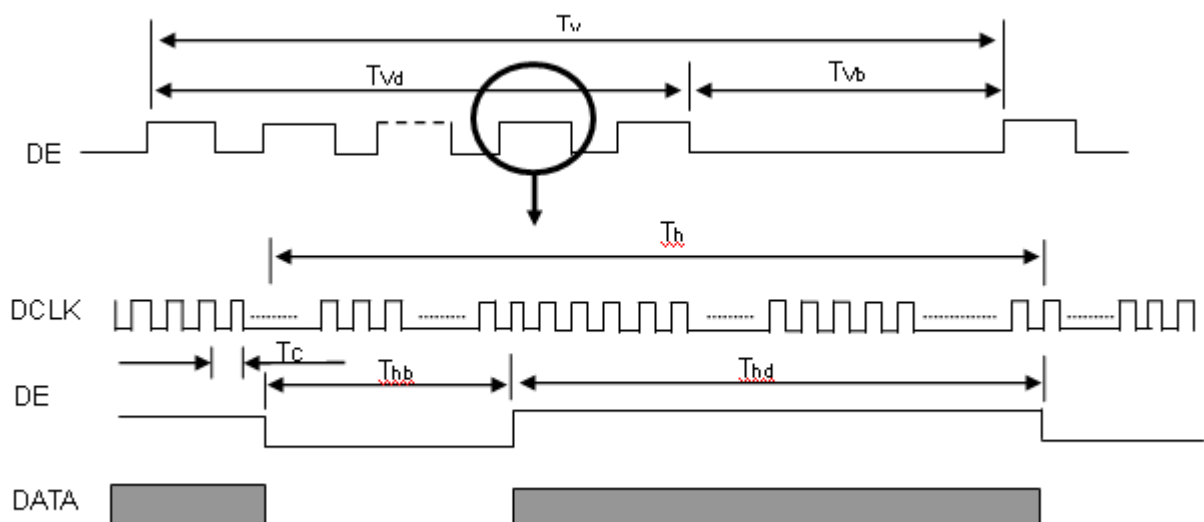 Tv
Tvd
Tvb
DE
Th
DCLK
Tc
Thb
Thd
DE
DATA